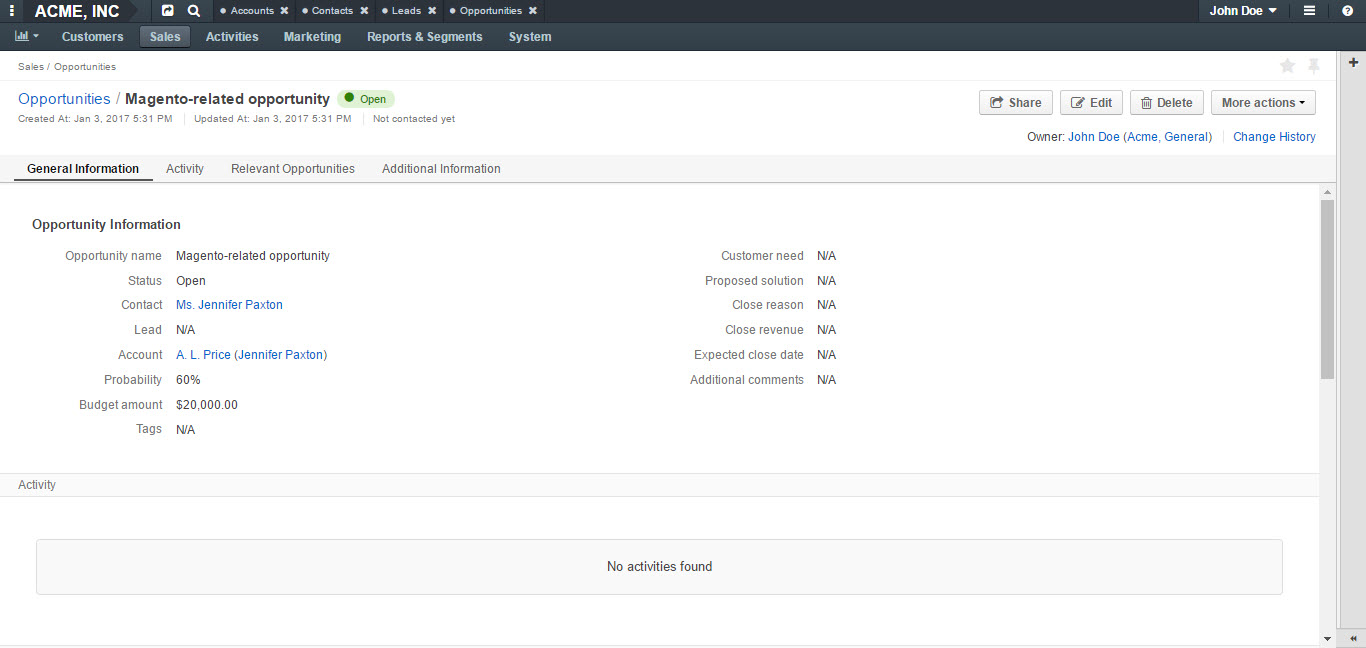 ACME, INC Accounts Contacts Leads Opportunities John Doe
Customers Sales Activities Marketing Reports & Segments System
Sales / Opportunities
Opportunities / Magento-related opportunity Open
Share Edit Delete More actions
Created At: Jan 3, 2017 5:31 PM Updated At: Jan 3, 2017 5:31 PM Not contacted yet
Owner: John Doe (Acme, General) Change History
General Information Activity Relevant Opportunities Additional Information
Opportunity Information
Opportunity name Magento-related opportunity
Status Open
Contact Ms. Jennifer Paxton
Lead N/A
Account A. L. Price (Jennifer Paxton)
Probability 60%
Budget amount $20,000.00
Tags N/A
Customer need N/A
Proposed solution N/A
Close reason N/A
Close revenue N/A
Expected close date N/A
Additional comments N/A
Activity
No activities found